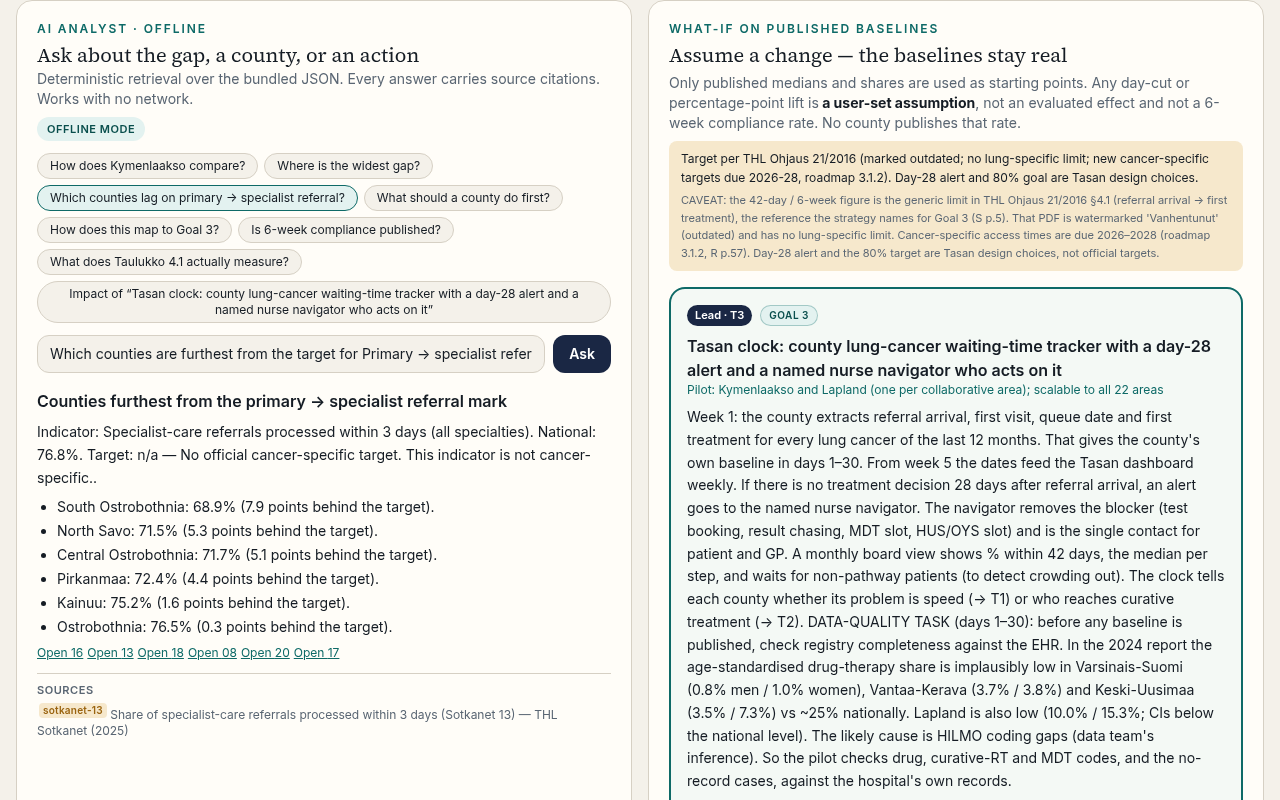 AI ANALYST · OFFLINE
Ask about the gap, a county, or an action
Deterministic retrieval over the bundled JSON. Every answer carries source citations.
Works with no network.
OFFLINE MODE
How does Kymenlaakso compare?
Where is the widest gap?
Which counties lag on primary → specialist referral?
What should a county do first?
How does this map to Goal 3?
Is 6-week compliance published?
What does Taulukko 4.1 actually measure?
Impact of “Tasan clock: county lung-cancer waiting-time tracker with a day-28 alert and a
named nurse navigator who acts on it”
Which counties are furthest from the target for Primary → specialist refer
Ask
Counties furthest from the primary → specialist referral mark
Indicator: Specialist-care referrals processed within 3 days (all specialties). National:
76.8%. Target: n/a — No official cancer-specific target. This indicator is not cancer-
specific..
• South Ostrobothnia: 68.9% (7.9 points behind the target).
• North Savo: 71.5% (5.3 points behind the target).
• Central Ostrobothnia: 71.7% (5.1 points behind the target).
• Pirkanmaa: 72.4% (4.4 points behind the target).
• Kainuu: 75.2% (1.6 points behind the target).
• Ostrobothnia: 76.5% (0.3 points behind the target).
Open 16 Open 13 Open 18 Open 08 Open 20 Open 17
SOURCES
sotkanet-13 Share of specialist-care referrals processed within 3 days (Sotkanet 13) — THL
Sotkanet (2025)
WHAT-IF ON PUBLISHED BASELINES
Assume a change — the baselines stay real
Only published medians and shares are used as starting points. Any day-cut or
percentage-point lift is a user-set assumption, not an evaluated effect and not a 6-
week compliance rate. No county publishes that rate.
Target per THL Ohjaus 21/2016 (marked outdated; no lung-specific limit; new cancer-specific
targets due 2026-28, roadmap 3.1.2). Day-28 alert and 80% goal are Tasan design choices.
CAVEAT: the 42-day / 6-week figure is the generic limit in THL Ohjaus 21/2016 §4.1 (referral arrival → first
treatment), the reference the strategy names for Goal 3 (S p.5). That PDF is watermarked 'Vanhentunut'
(outdated) and has no lung-specific limit. Cancer-specific access times are due 2026–2028 (roadmap
3.1.2, R p.57). Day-28 alert and the 80% target are Tasan design choices, not official targets.
Lead · T3
GOAL 3
Tasan clock: county lung-cancer waiting-time tracker with a day-28
alert and a named nurse navigator who acts on it
Pilot: Kymenlaakso and Lapland (one per collaborative area); scalable to all 22 areas
Week 1: the county extracts referral arrival, first visit, queue date and first
treatment for every lung cancer of the last 12 months. That gives the county's
own baseline in days 1–30. From week 5 the dates feed the Tasan dashboard
weekly. If there is no treatment decision 28 days after referral arrival, an alert
goes to the named nurse navigator. The navigator removes the blocker (test
booking, result chasing, MDT slot, HUS/OYS slot) and is the single contact for
patient and GP. A monthly board view shows % within 42 days, the median per
step, and waits for non-pathway patients (to detect crowding out). The clock tells
each county whether its problem is speed (→ T1) or who reaches curative
treatment (→ T2). DATA-QUALITY TASK (days 1–30): before any baseline is
published, check registry completeness against the EHR. In the 2024 report the
age-standardised drug-therapy share is implausibly low in Varsinais-Suomi
(0.8% men / 1.0% women), Vantaa-Kerava (3.7% / 3.8%) and Keski-Uusimaa
(3.5% / 7.3%) vs ~25% nationally. Lapland is also low (10.0% / 15.3%; CIs below
the national level). The likely cause is HILMO coding gaps (data team's
inference). So the pilot checks drug, curative-RT and MDT codes, and the no-
record cases, against the hospital's own records.